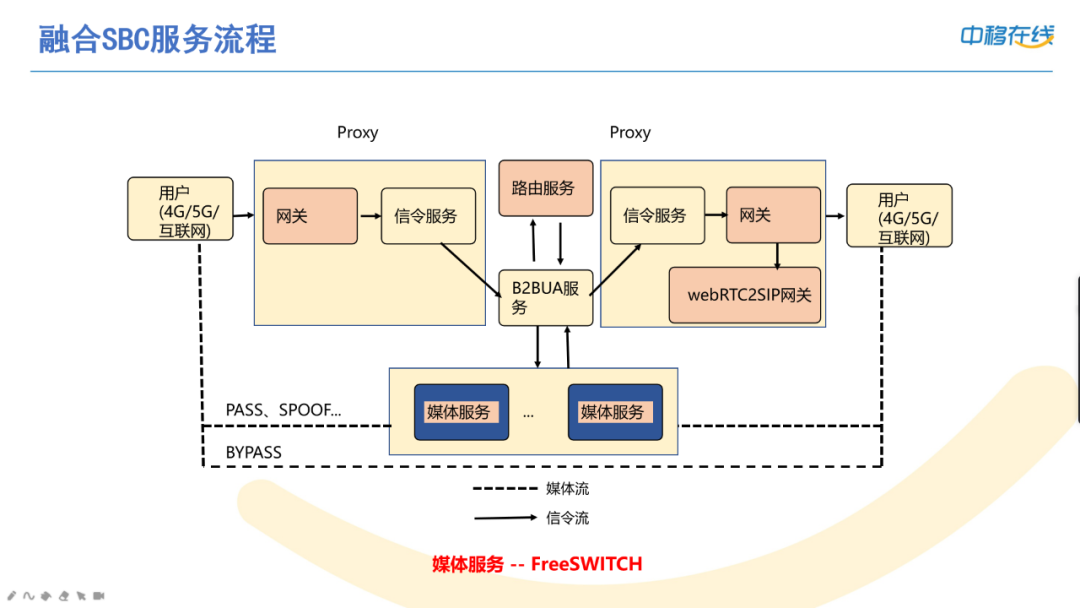 融合SBC服务流程
中移在线
Proxy
Proxy
用户
(4G/5G/
互联网)
网关
信令服务
路由服务
信令服务
网关
用户
(4G/5G/
互联网)
B2BUA服
务
webRTC2SIP网关
PASS、SPOOF...
媒体服务
...
媒体服务
BYPASS
媒体流
信令流
媒体服务 -- FreeSWITCH